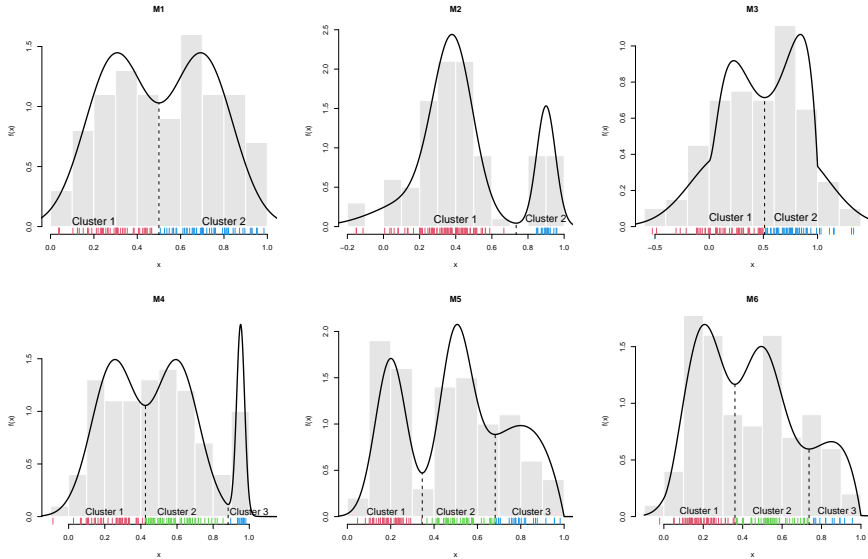 M1
f(x)
0.0 0.5 1.0 1.5
Cluster 1 Cluster 2
0.0 0.2 0.4 0.6 0.8 1.0
x
M2
f(x)
0.0 0.5 1.0 1.5 2.0 2.5
Cluster 1 Cluster 2
−0.2 0.0 0.2 0.4 0.6 0.8 1.0
x
M3
f(x)
0.0 0.2 0.4 0.6 0.8 1.0
Cluster 1 Cluster 2
−0.5 0.0 0.5 1.0
x
M4
f(x)
0.0 0.5 1.0 1.5
Cluster 1 Cluster 2 Cluster 3
0.0 0.2 0.4 0.6 0.8 1.0
x
M5
f(x)
0.0 0.5 1.0 1.5 2.0
Cluster 1 Cluster 2 Cluster 3
0.0 0.2 0.4 0.6 0.8 1.0
x
M6
f(x)
0.0 0.5 1.0 1.5
Cluster 1 Cluster 2 Cluster 3
0.0 0.2 0.4 0.6 0.8 1.0
x